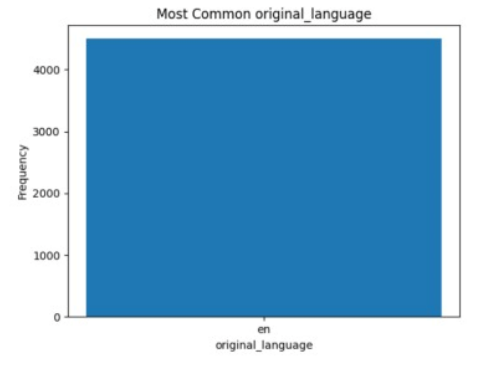 Most Common original_language
4000
3000
2000
1000
0
Frequency
en
original_language